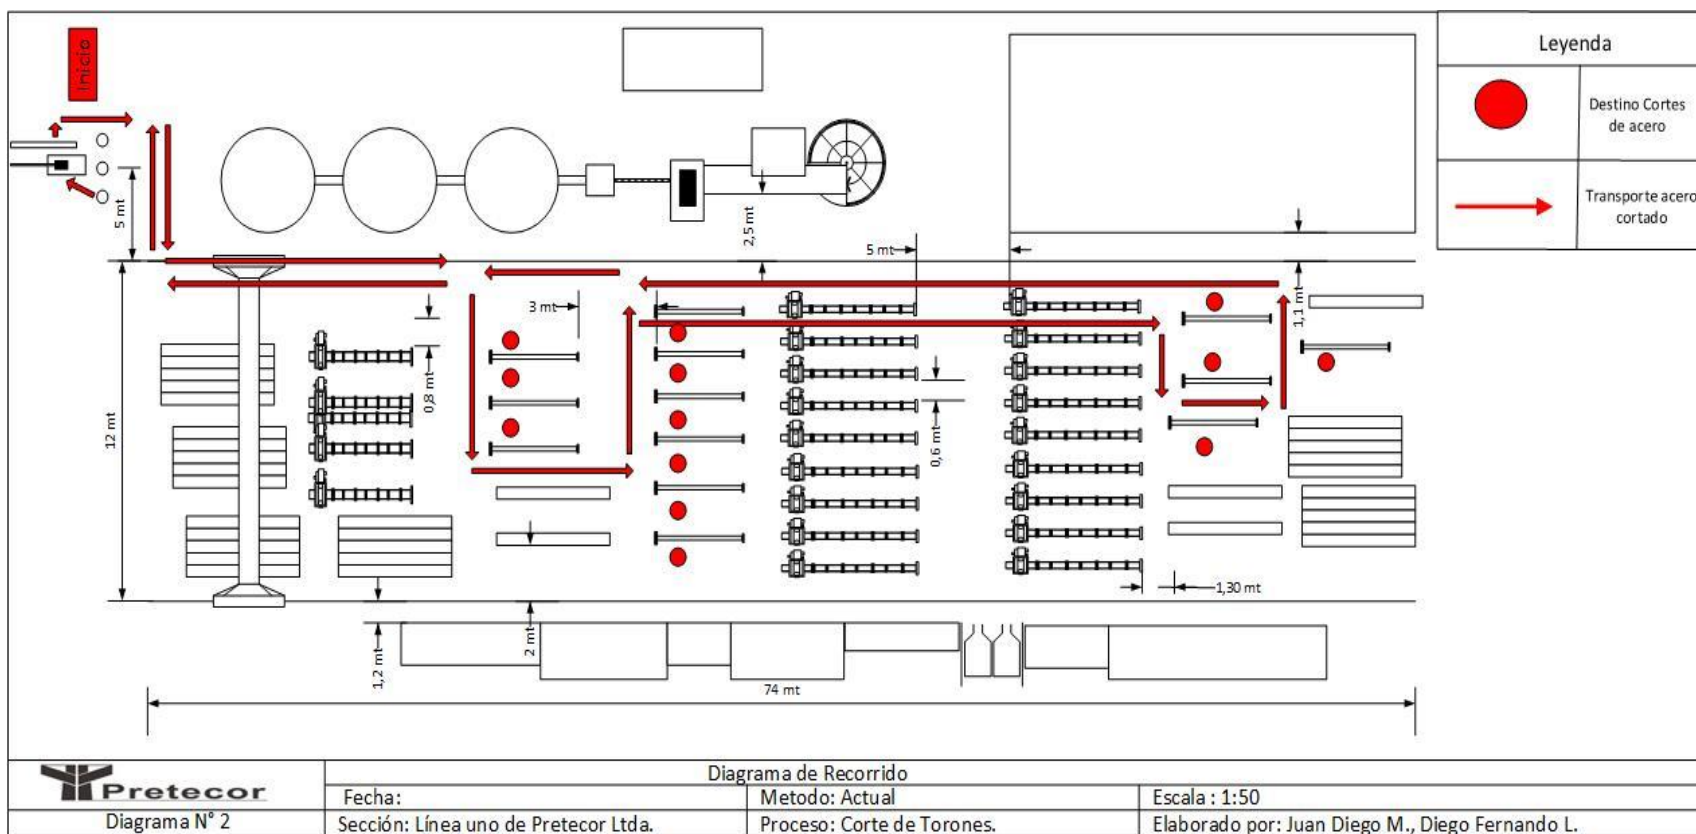 Inicio
Leyenda
Destino Cortes
de acero
Transporte acero
cortado
5 mt
2,5 mt
5 mt
1,1 mt
3 mt
0,8 mt
12 mt
0,6 mt
1,30 mt
2 mt
1,2 mt
74 mt
Pretecor
Diagrama N° 2
Diagrama de Recorrido
Fecha:
Metodo: Actual
Escala : 1:50
Sección: Línea uno de Pretecor Ltda.
Proceso: Corte de Torones.
Elaborado por: Juan Diego M., Diego Fernando L.